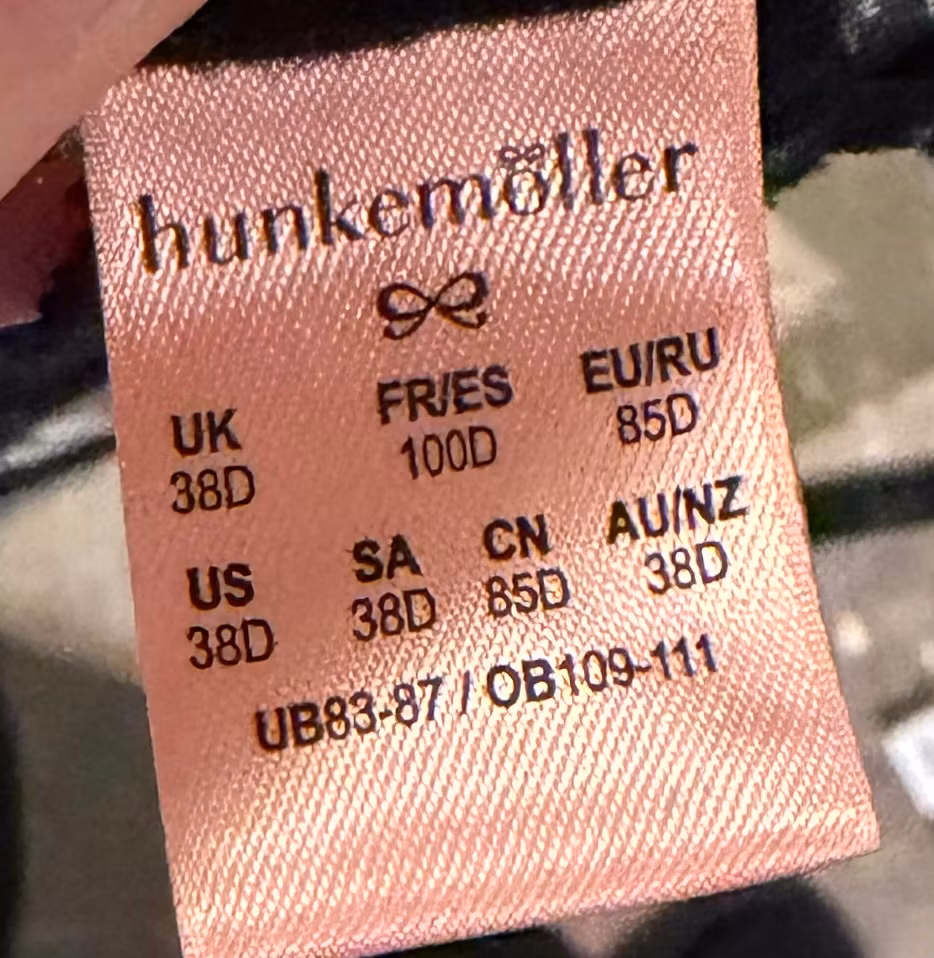 hunkemöller
UK FR/ES EU/RU
38D 100D 85D
US SA CN AU/NZ
38D 38D 85D 38D
UB83-87 / OB109-111